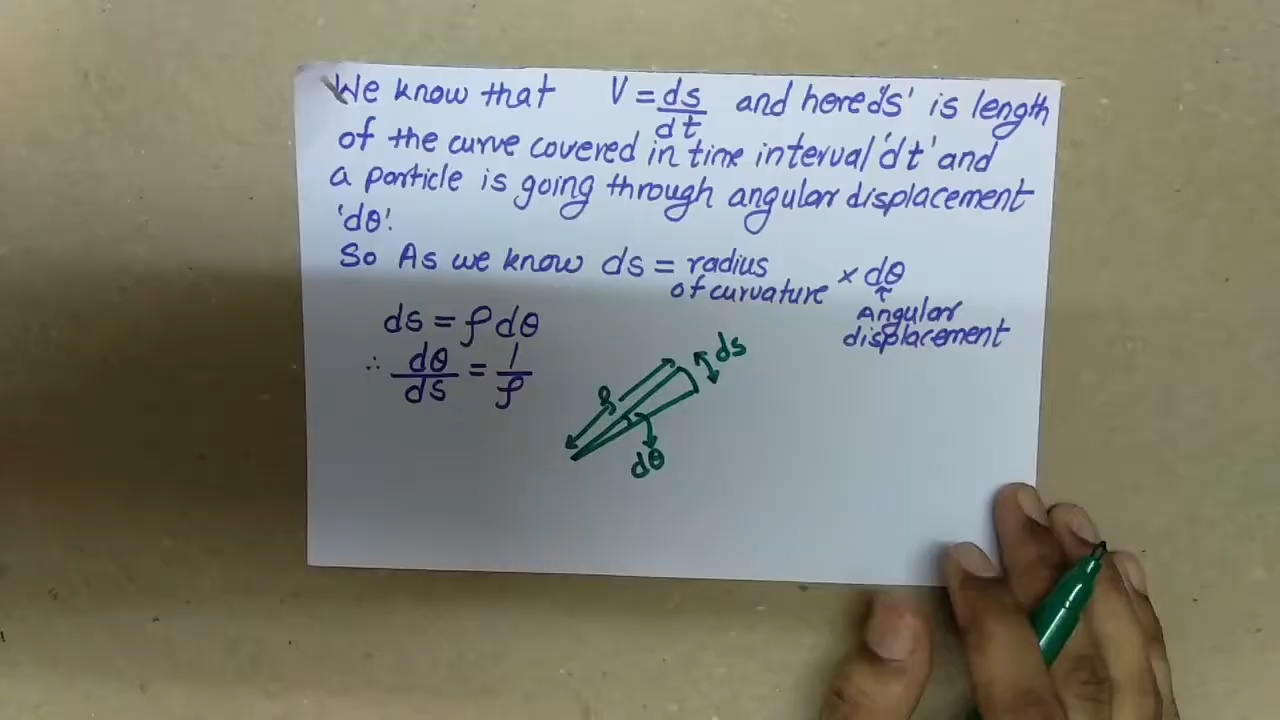 We know that V = ds/dt and here 'ds' is length
of the curve covered in time interval 'dt' and
a particle is going through angular displacement
'dθ'.
So As we know ds = radius of curvature × dθ
↑
Angular
displacement
ds = ρ dθ
∴ dθ/ds = 1/ρ
ds
ρ
dθ